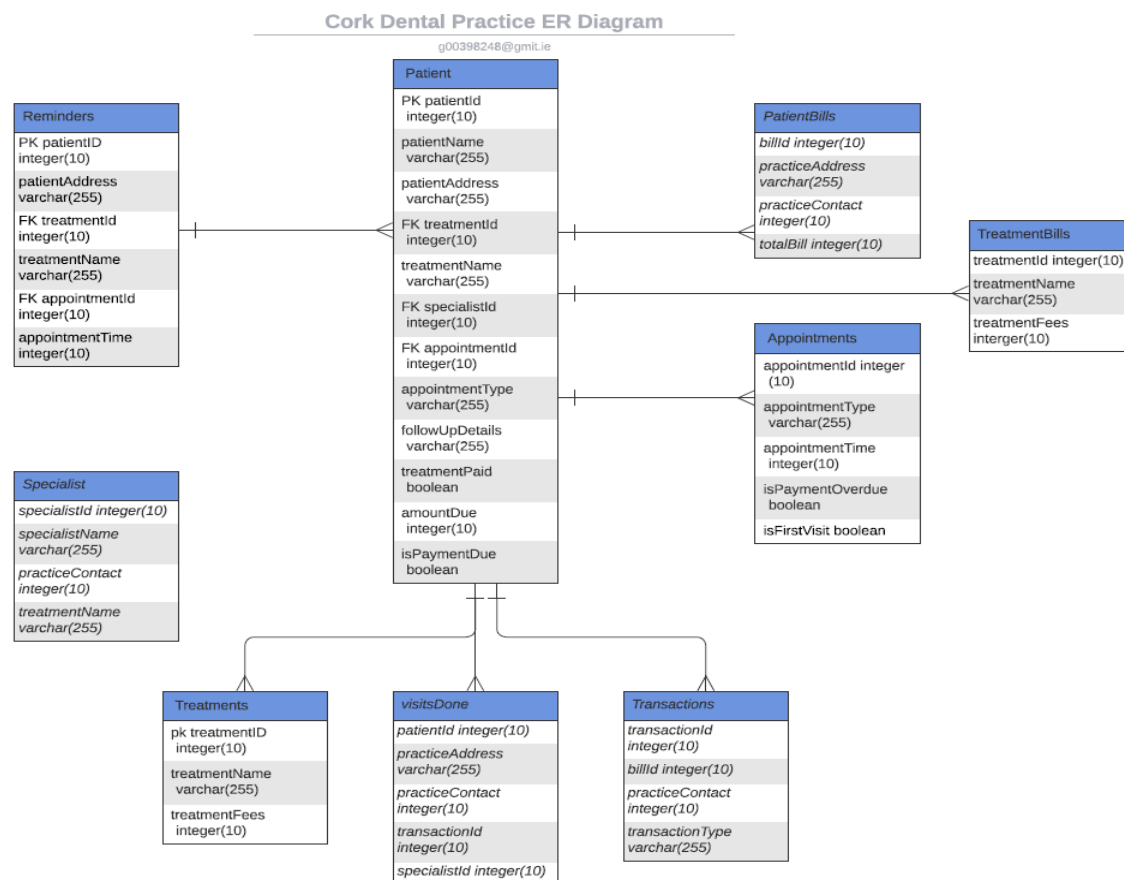 Cork Dental Practice ER Diagram
g00398248@gmit.ie
Reminders
PK patientID
integer(10)
patientAddress
varchar(255)
FK treatmentId
integer(10)
treatmentName
varchar(255)
FK appointmentId
integer(10)
appointmentTime
integer(10)
Patient
PK patientId
integer(10)
patientName
varchar(255)
patientAddress
varchar(255)
FK treatmentId
integer(10)
treatmentName
varchar(255)
FK specialistId
integer(10)
FK appointmentId
integer(10)
appointmentType
varchar(255)
followUpDetails
varchar(255)
treatmentPaid
boolean
amountDue
integer(10)
isPaymentDue
boolean
PatientBills
billId integer(10)
practiceAddress
varchar(255)
practiceContact
integer(10)
totalBill integer(10)
TreatmentBills
treatmentId integer(10)
treatmentName
varchar(255)
treatmentFees
interger(10)
Appointments
appointmentId integer
(10)
appointmentType
varchar(255)
appointmentTime
integer(10)
isPaymentOverdue
boolean
isFirstVisit boolean
Specialist
specialistId integer(10)
specialistName
varchar(255)
practiceContact
integer(10)
treatmentName
varchar(255)
Treatments
pk treatmentID
integer(10)
treatmentName
varchar(255)
treatmentFees
integer(10)
visitsDone
patientId integer(10)
practiceAddress
varchar(255)
practiceContact
integer(10)
transactionId
integer(10)
specialistId integer(10)
Transactions
transactionId
integer(10)
billId integer(10)
practiceContact
integer(10)
transactionType
varchar(255)